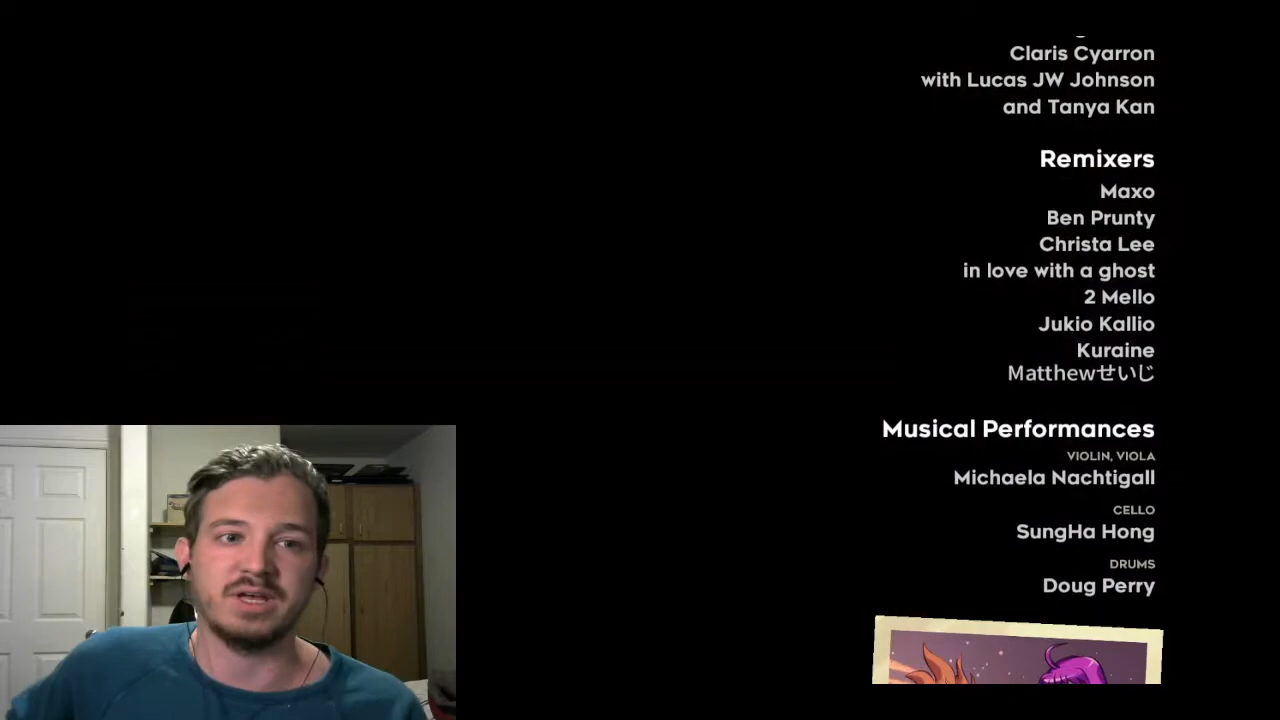 Claris Cyarron
with Lucas JW Johnson
and Tanya Kan
Remixers
Maxo
Ben Prunty
Christa Lee
in love with a ghost
2 Mello
Jukio Kallio
Kuraine
Matthewせいじ
Musical Performances
VIOLIN, VIOLA
Michaela Nachtigall
CELLO
SungHa Hong
DRUMS
Doug Perry